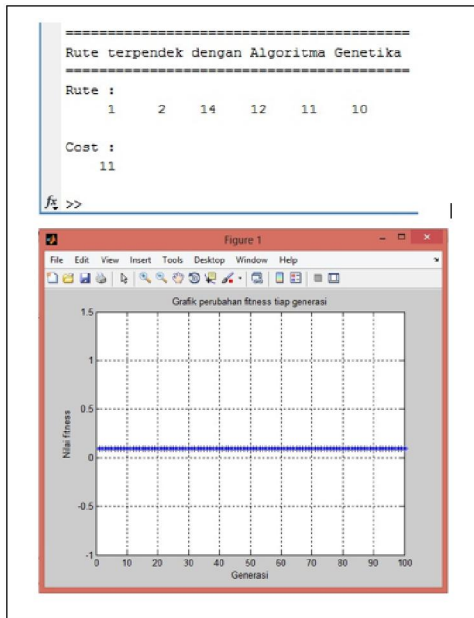 ==========================================
Rute terpendek dengan Algoritma Genetika
==========================================
Rute :
1 2 14 12 11 10
Cost :
11
fx >>
Figure 1
File Edit View Insert Tools Desktop Window Help
Grafik perubahan fitness tiap generasi
Nilai fitness
1.5
1
0.5
0
-0.5
-1
0 10 20 30 40 50 60 70 80 90 100
Generasi